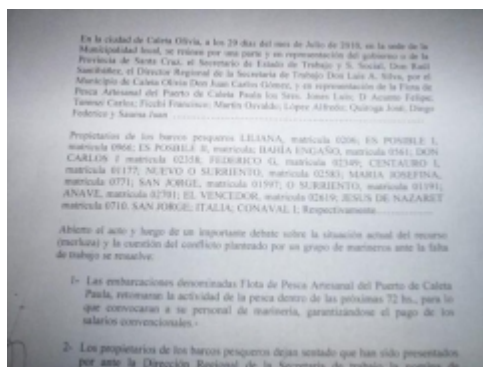 En la ciudad de Caleta Olivia, a los 29 días del mes de Julio de 2010, en la sede de la
Municipalidad local, se reúnen por una parte y en representación del gobierno de la
Provincia de Santa Cruz, el Secretario de Estado de Trabajo y S. Social, Don Raúl
Santibáñez, el Director Regional de la Secretaría de Trabajo Don Luis A. Silva, por el
Municipio de Caleta Olivia Don Juan Carlos Gómez, y en representación de la Flota de
Pesca Artesanal del Puerto de Caleta Paula los Sres. Jones Luis; D Felipe;
Carlos; Ficchi Francisco; Martín Osvaldo; López Alfredo; Quiroga José, Diego
Federico y Juan
Propietarios de los barcos pesqueros LILIANA, matrícula 0206; ES POSIBLE I,
matrícula 0966; ES POSIBLE II, matrícula; BAHÍA ENGAÑO, matrícula 0561; DON
CARLOS I matrícula 02358, FEDERICO G, matrícula 02349; CENTAURO I,
matrícula 01177; NUEVO O SURRIENTO, matrícula 02583; MARIA JOSEFINA,
matrícula 0771; SAN JORGE, matrícula 01597; O SURRIENTO, matrícula 01191;
ANAVE, matrícula 02781; EL VENCEDOR, matrícula 02619; JESUS DE NAZARET
matrícula 0710. SAN JORGE; ITALIA; CONAVAL I; Respectivamente
Abierto al acto y luego de un importante debate sobre la situación actual del recurso
(merluza) y la cuestión del conflicto planteado por un grupo de marineros ante la falta
de trabajo se resuelve:
1- Las embarcaciones denominadas Flota de Pesca Artesanal del Puerto de Caleta
Paula, retomaran la actividad de la pesca dentro de las próximas 72 hs., para lo
que convocaran a su personal de marinería, garantizándose el pago de los
salarios convencionales.-
2- Los propietarios de los barcos pesqueros dejan sentado que han sido presentados
por ante la Dirección Regional de la Secretaría de trabajo